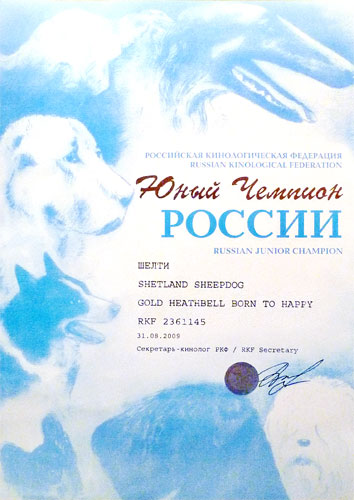 РОССИЙСКАЯ КИНОЛОГИЧЕСКАЯ ФЕДЕРАЦИЯ
RUSSIAN KINOLOGICAL FEDERATION
Юный Чемпион
РОССИИ
RUSSIAN JUNIOR CHAMPION
ШЕЛТИ
SHETLAND SHEEPDOG
GOLD HEATHBELL BORN TO HAPPY
RKF 2361145
31.08.2009
Секретарь-кинолог РКФ / RKF Secretary